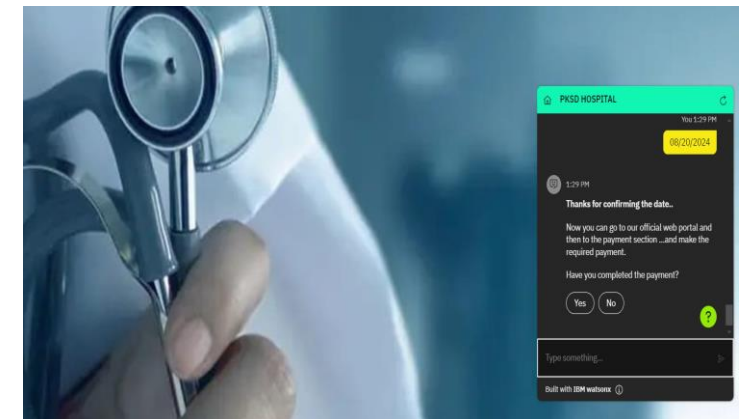 PKSD HOSPITAL
You 1:29 PM
08/20/2024
1:29 PM
Thanks for confirming the date..
Now you can go to our official web portal and
then to the payment section ...and make the
required payment.
Have you completed the payment?
Yes No
?
Type something...
Built with IBM watsonx